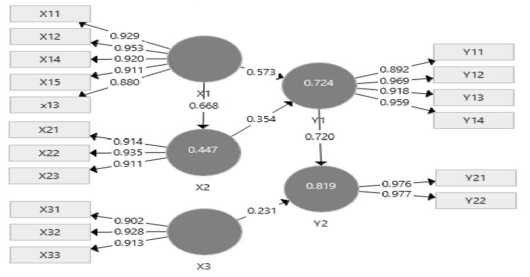 X11
X12
X14
X15
x13
0.929
0.953
0.920
0.911
0.880
X1
0.573
0.668
0.724
Y1
0.892
0.969
0.918
0.959
Y11
Y12
Y13
Y14
X21
X22
X23
0.914
0.935
0.911
0.447
X2
0.354
0.720
0.819
Y2
0.976
0.977
Y21
Y22
X31
X32
X33
0.902
0.928
0.913
X3
0.231